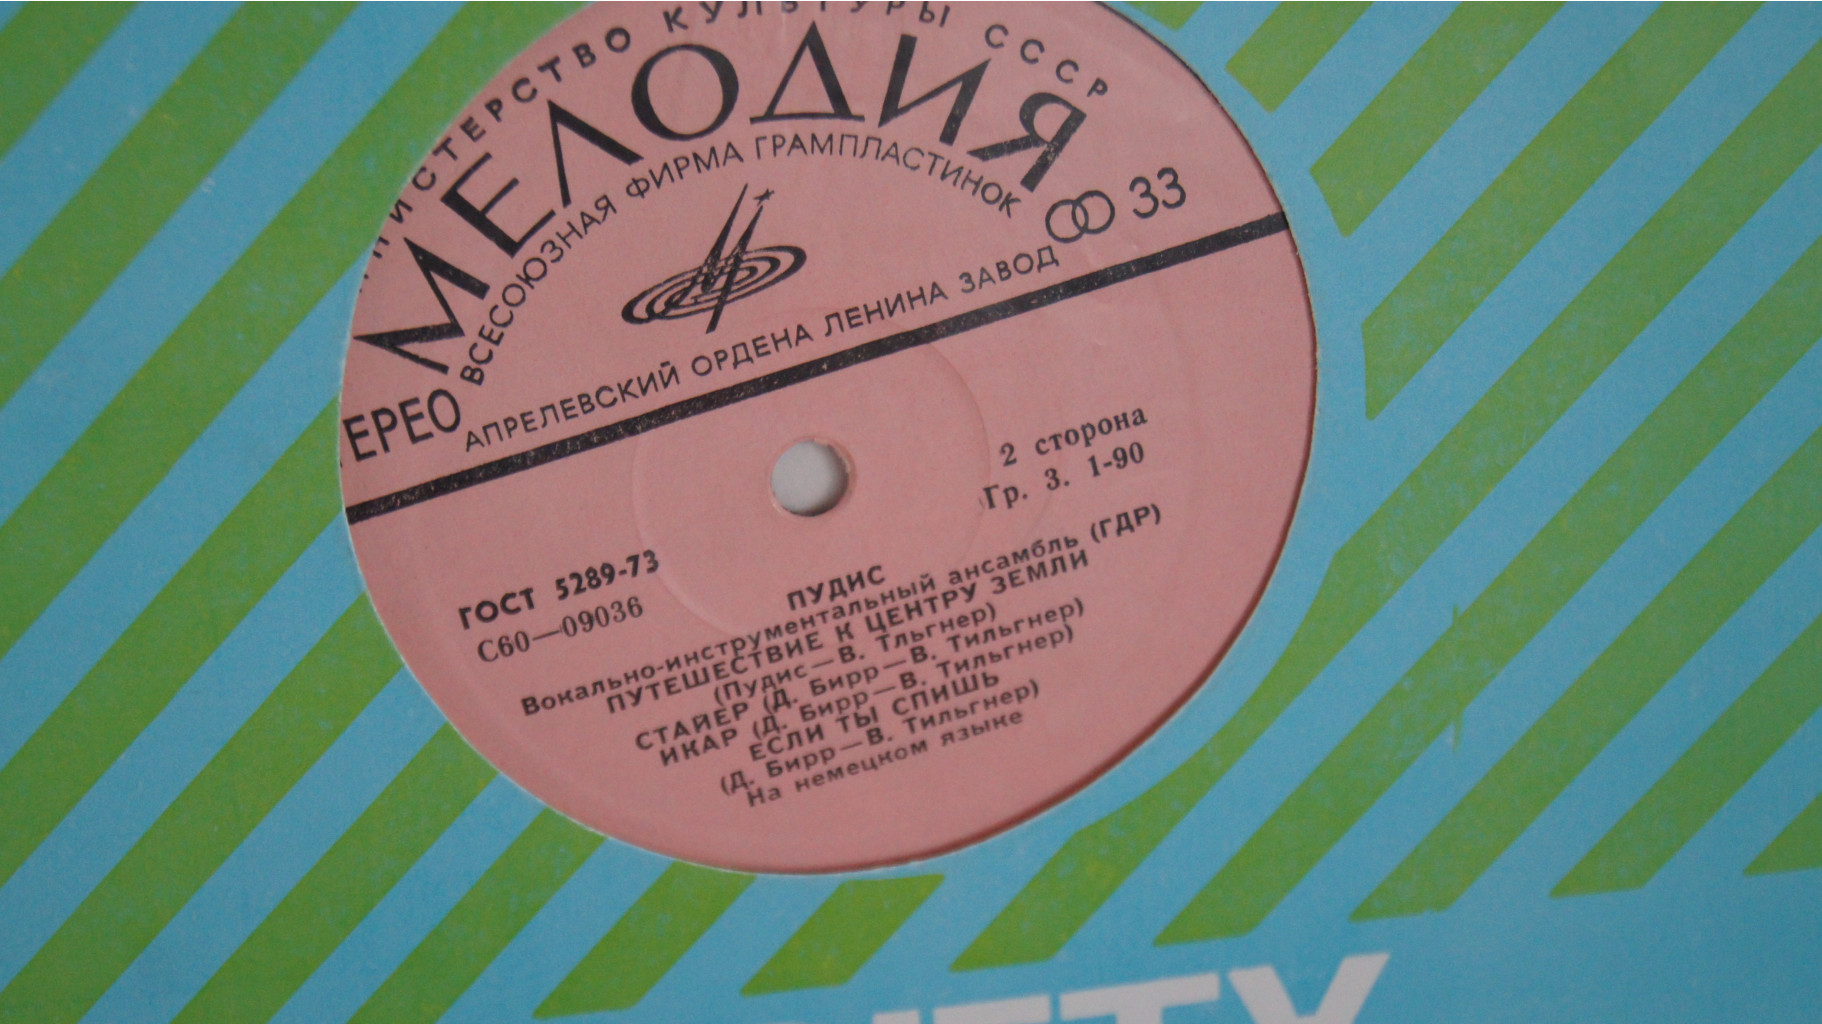 МИНИСТЕРСТВО КУЛЬТУРЫ СССР
МЕЛОДИЯ
ВСЕСОЮЗНАЯ ФИРМА ГРАМПЛАСТИНОК
33
СТЕРЕО
АПРЕЛЕВСКИЙ ОРДЕНА ЛЕНИНА ЗАВОД
2 сторона
Гр. 3. 1-90
ГОСТ 5289-73
С60—09036
ПУДИС
Вокально-инструментальный ансамбль (ГДР)
ПУТЕШЕСТВИЕ К ЦЕНТРУ ЗЕМЛИ
(Пудис—В. Тльгнер)
СТАЙЕР (Д. Бирр—В. Тильгнер)
ИКАР (Д. Бирр—В. Тильгнер)
ЕСЛИ ТЫ СПИШЬ
(Д. Бирр—В. Тильгнер)
На немецком языке